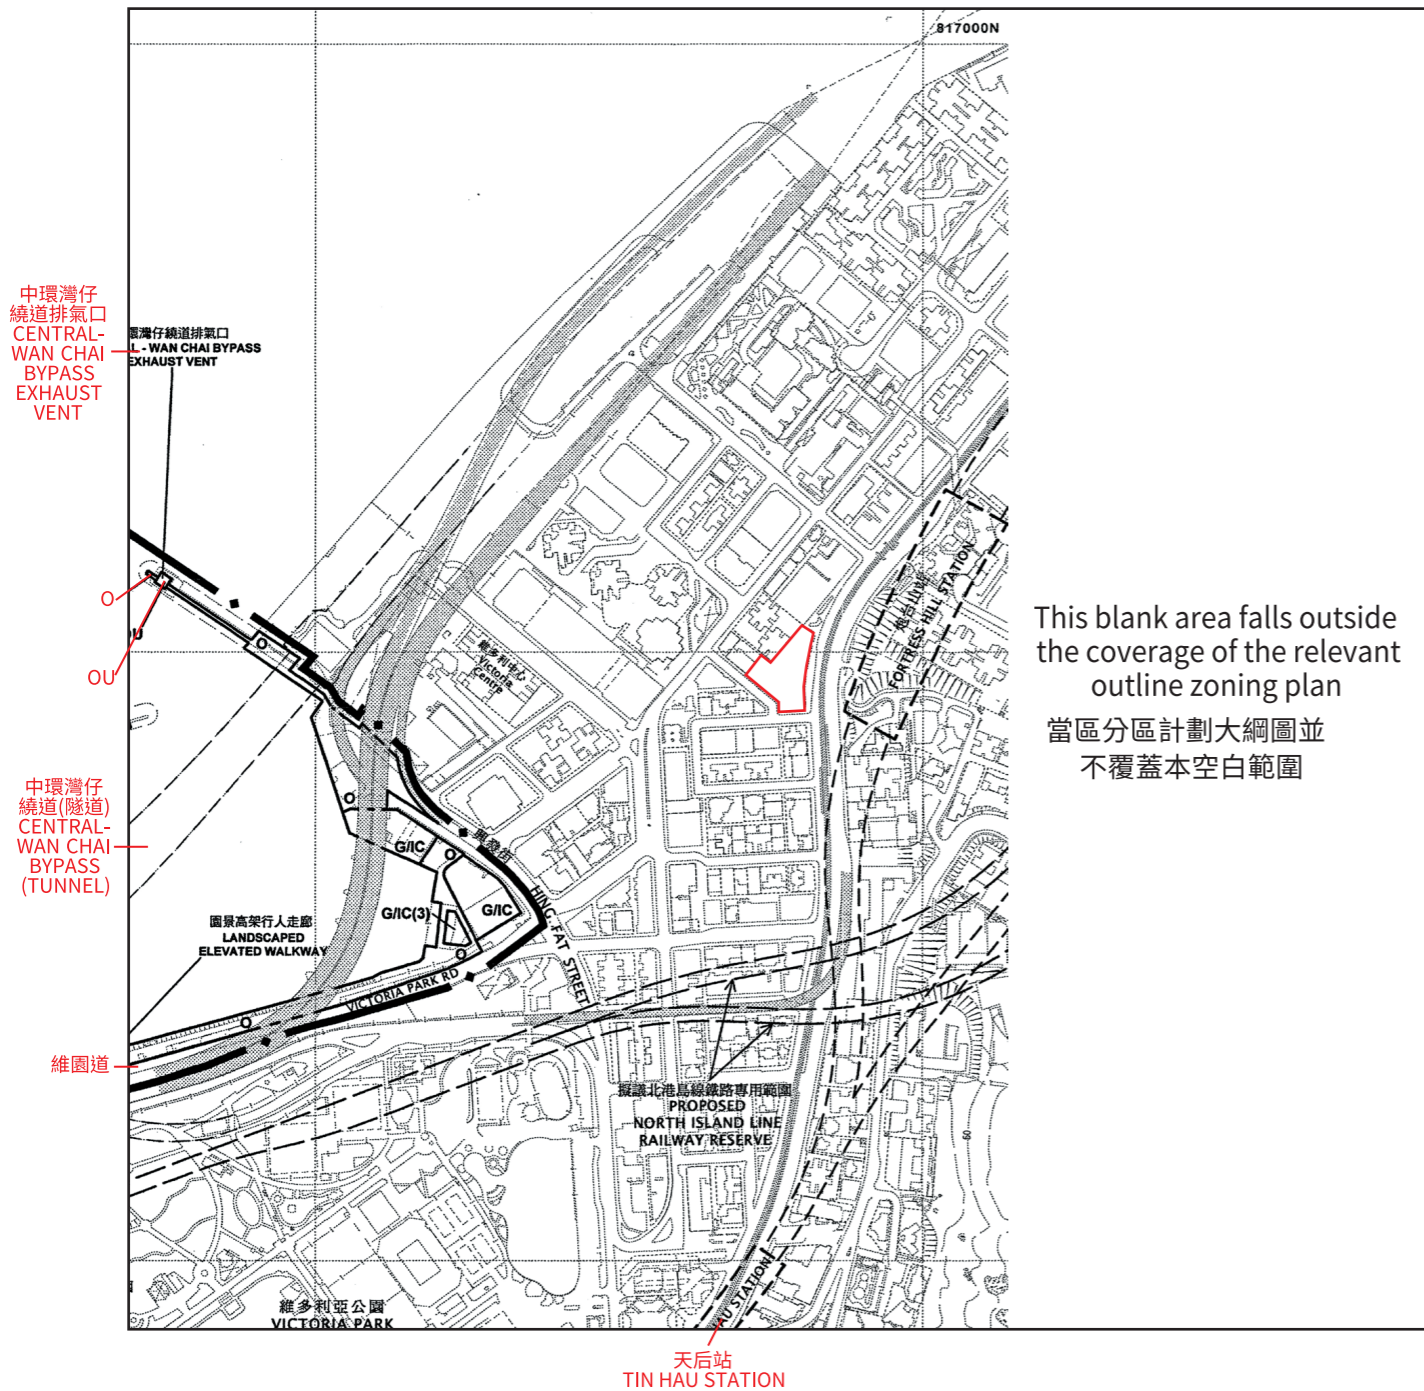 817000N
中環灣仔
繞道排氣口
CENTRAL-
WAN CHAI
BYPASS
EXHAUST
VENT
灣仔繞道排氣口
L - WAN CHAI BYPASS
EXHAUST VENT
O
OU
OU
O
維多利中心
Victoria
Centre
炮台山站
FORTRESS HILL STATION
This blank area falls outside
the coverage of the relevant
outline zoning plan
當區分區計劃大綱圖並
不覆蓋本空白範圍
中環灣仔
繞道(隧道)
CENTRAL-
WAN CHAI
BYPASS
(TUNNEL)
O
G/IC
O
興發街
HING FAT STREET
G/IC(3)
G/IC
O
園景高架行人走廊
LANDSCAPED
ELEVATED WALKWAY
VICTORIA PARK RD
O
維園道
擬議北港島線鐵路專用範圍
PROPOSED
NORTH ISLAND LINE
RAILWAY RESERVE
50
維多利亞公園
VICTORIA PARK
AU STATION
天后站
TIN HAU STATION